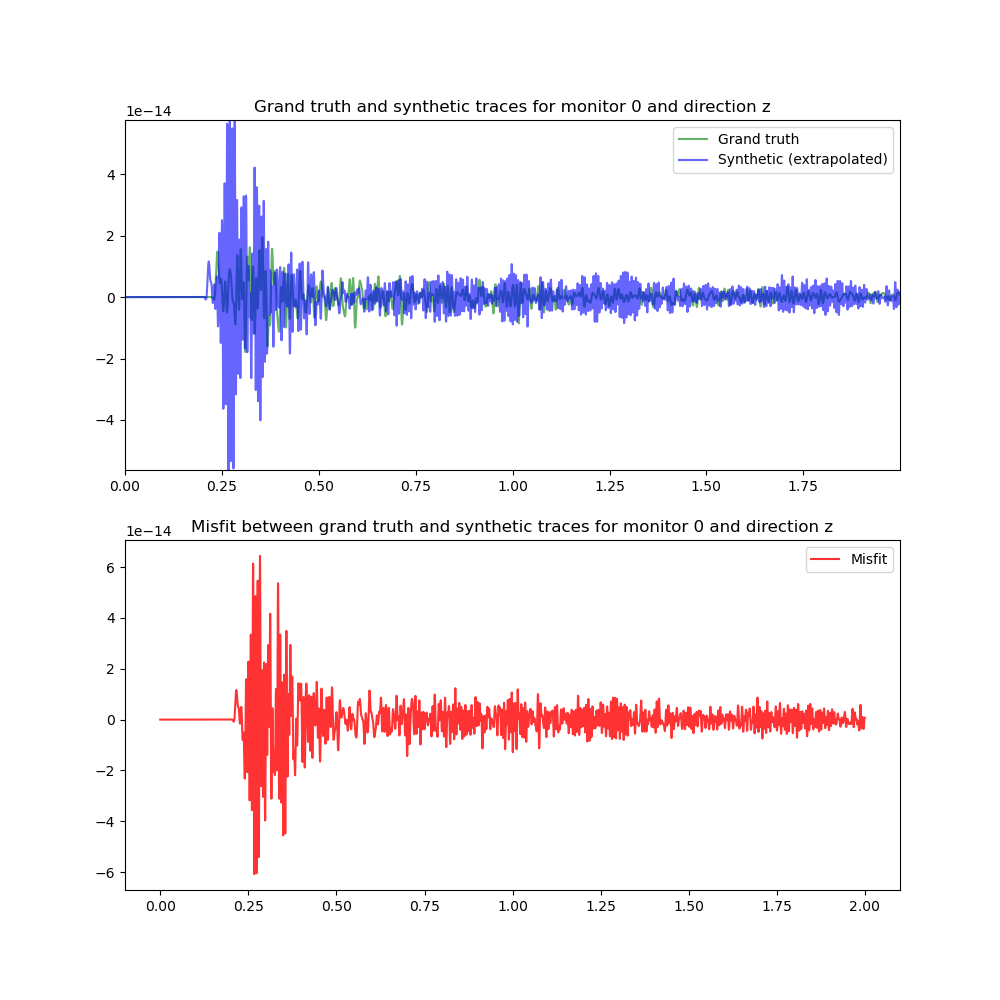 Grand truth and synthetic traces for monitor 0 and direction z
1e−14
Grand truth
Synthetic (extrapolated)
4
2
0
−2
−4
0.00 0.25 0.50 0.75 1.00 1.25 1.50 1.75
Misfit between grand truth and synthetic traces for monitor 0 and direction z
1e−14
Misfit
6
4
2
0
−2
−4
−6
0.00 0.25 0.50 0.75 1.00 1.25 1.50 1.75 2.00